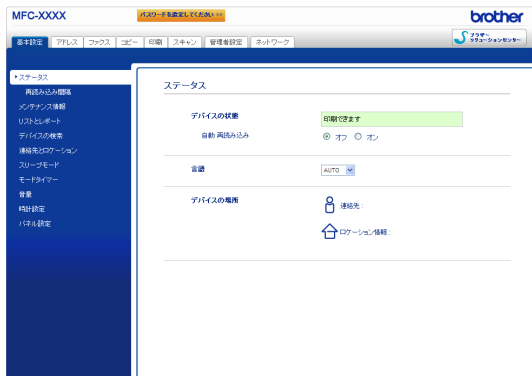 MFC-XXXX
パスワードを設定してください >>
brother
基本設定 アドレス ファクス コピー 印刷 スキャン 管理者設定 ネットワーク
ブラザー ソリューションセンター
ステータス
再読み込み間隔
メンテナンス情報
リストとレポート
デバイスの検索
連絡先とロケーション
スリープモード
モードタイマー
音量
時計設定
パネル設定
ステータス
デバイスの状態 印刷できます
自動 再読み込み オフ オン
言語 AUTO
デバイスの場所 連絡先 :
ロケーション情報 :